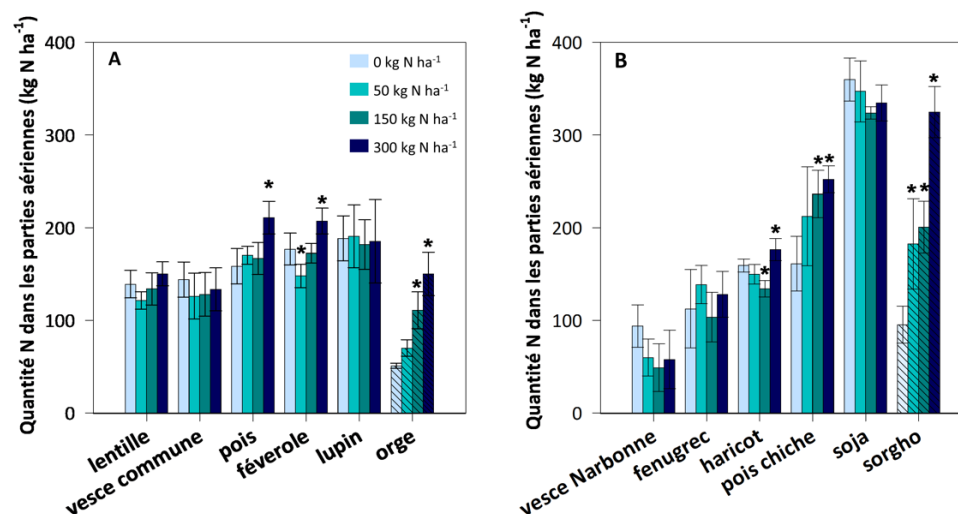 Quantité N dans les parties aériennes (kg N ha⁻¹)
400
300
200
100
0
A
0 kg N ha⁻¹
50 kg N ha⁻¹
150 kg N ha⁻¹
300 kg N ha⁻¹
*
*
*
*
*
lentille
vesce commune
pois
féverole
lupin
orge
Quantité N dans les parties aériennes (kg N ha⁻¹)
400
300
200
100
0
B
*
*
**
**
*
vesce Narbonne
fenugrec
haricot
pois chiche
soja
sorgho